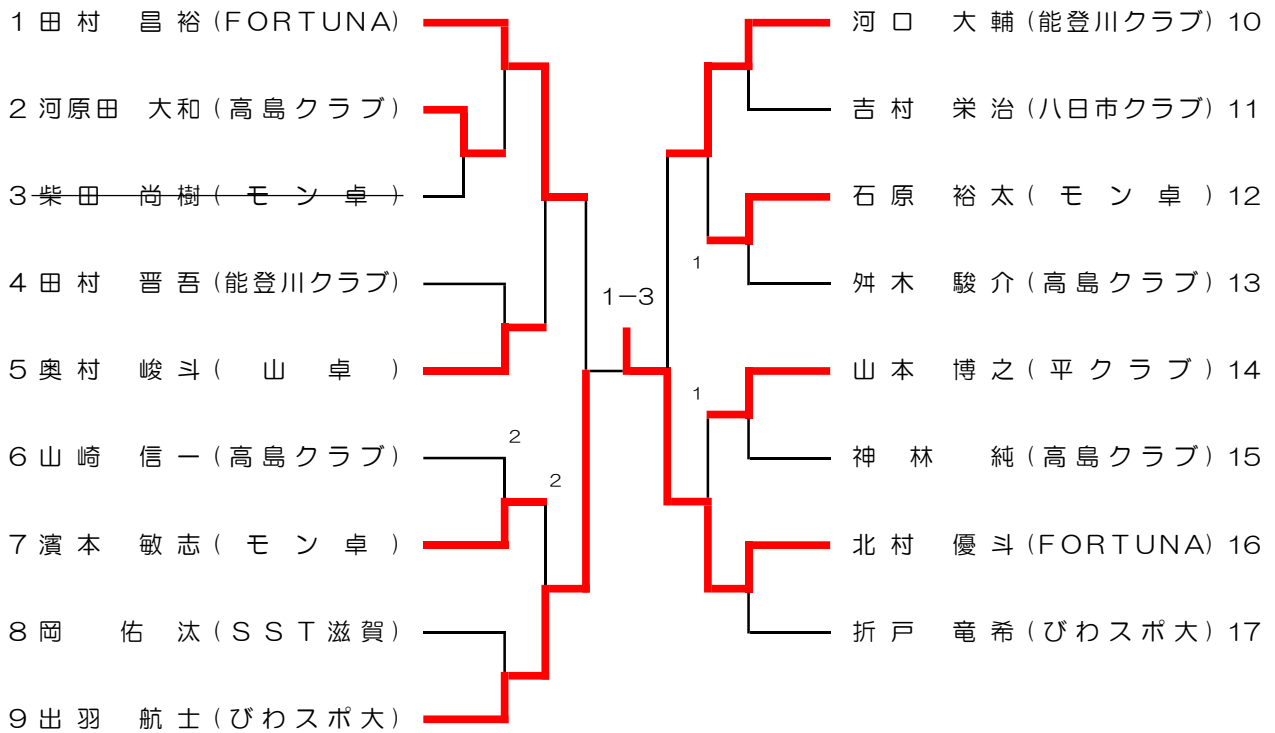 1 田村 昌裕 (FORTUNA)
2 河原田 大和 (高島クラブ)
3 柴田 尚樹 (モン卓)
4 田村 晋吾 (能登川クラブ)
5 奥村 峻斗 (山卓)
6 山崎 信一 (高島クラブ)
7 濱本 敏志 (モン卓)
8 岡 佑汰 (SST滋賀)
9 出羽 航士 (びわスポ大)
2
2
1-3
1
1
河口 大輔 (能登川クラブ) 10
吉村 栄治 (八日市クラブ) 11
石原 裕太 (モン卓) 12
舛木 駿介 (高島クラブ) 13
山本 博之 (平クラブ) 14
神林 純 (高島クラブ) 15
北村 優斗 (FORTUNA) 16
折戸 竜希 (びわスポ大) 17